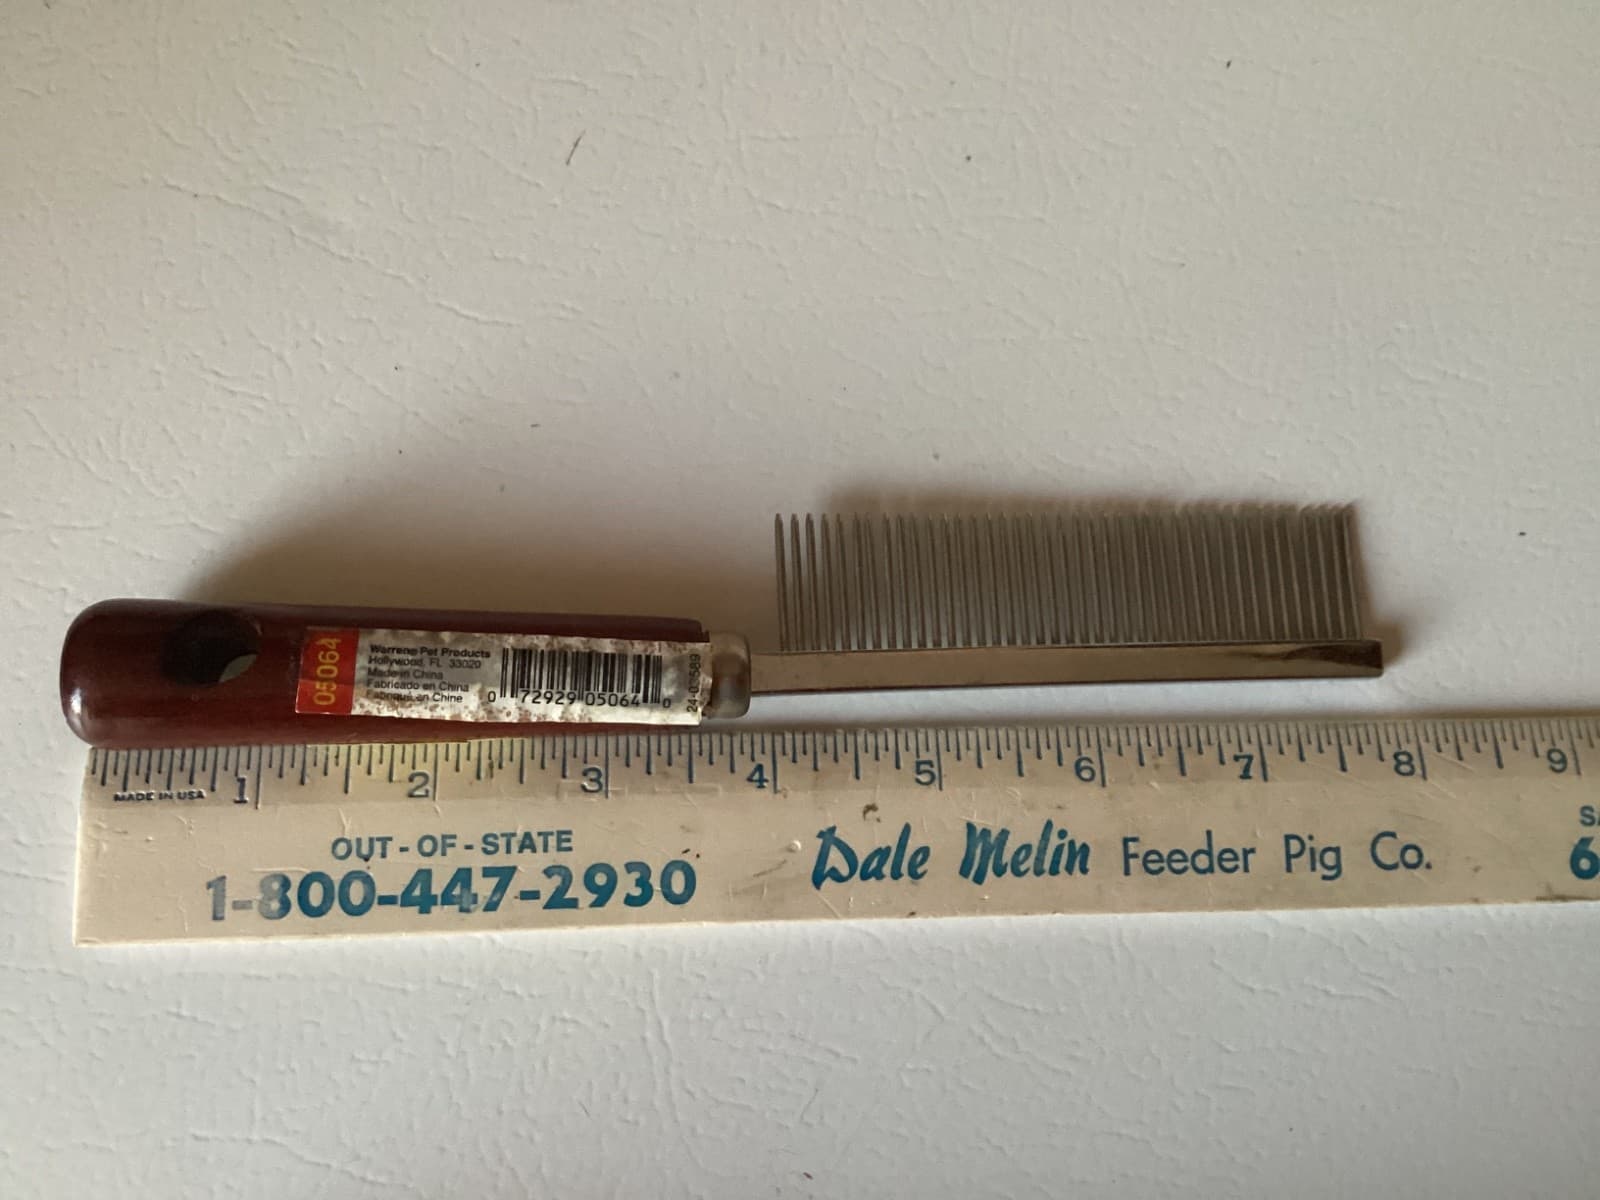 05064
Warrene Pet Products
Hollywood, FL 33020
Made in China
Fabricado en China
Fabriqué en Chine
0 72929 05064 0
1 2 3 4 5 6 7 8 9
MADE IN USA
OUT-OF-STATE
1-800-447-2930
Dale Melin Feeder Pig Co.
6